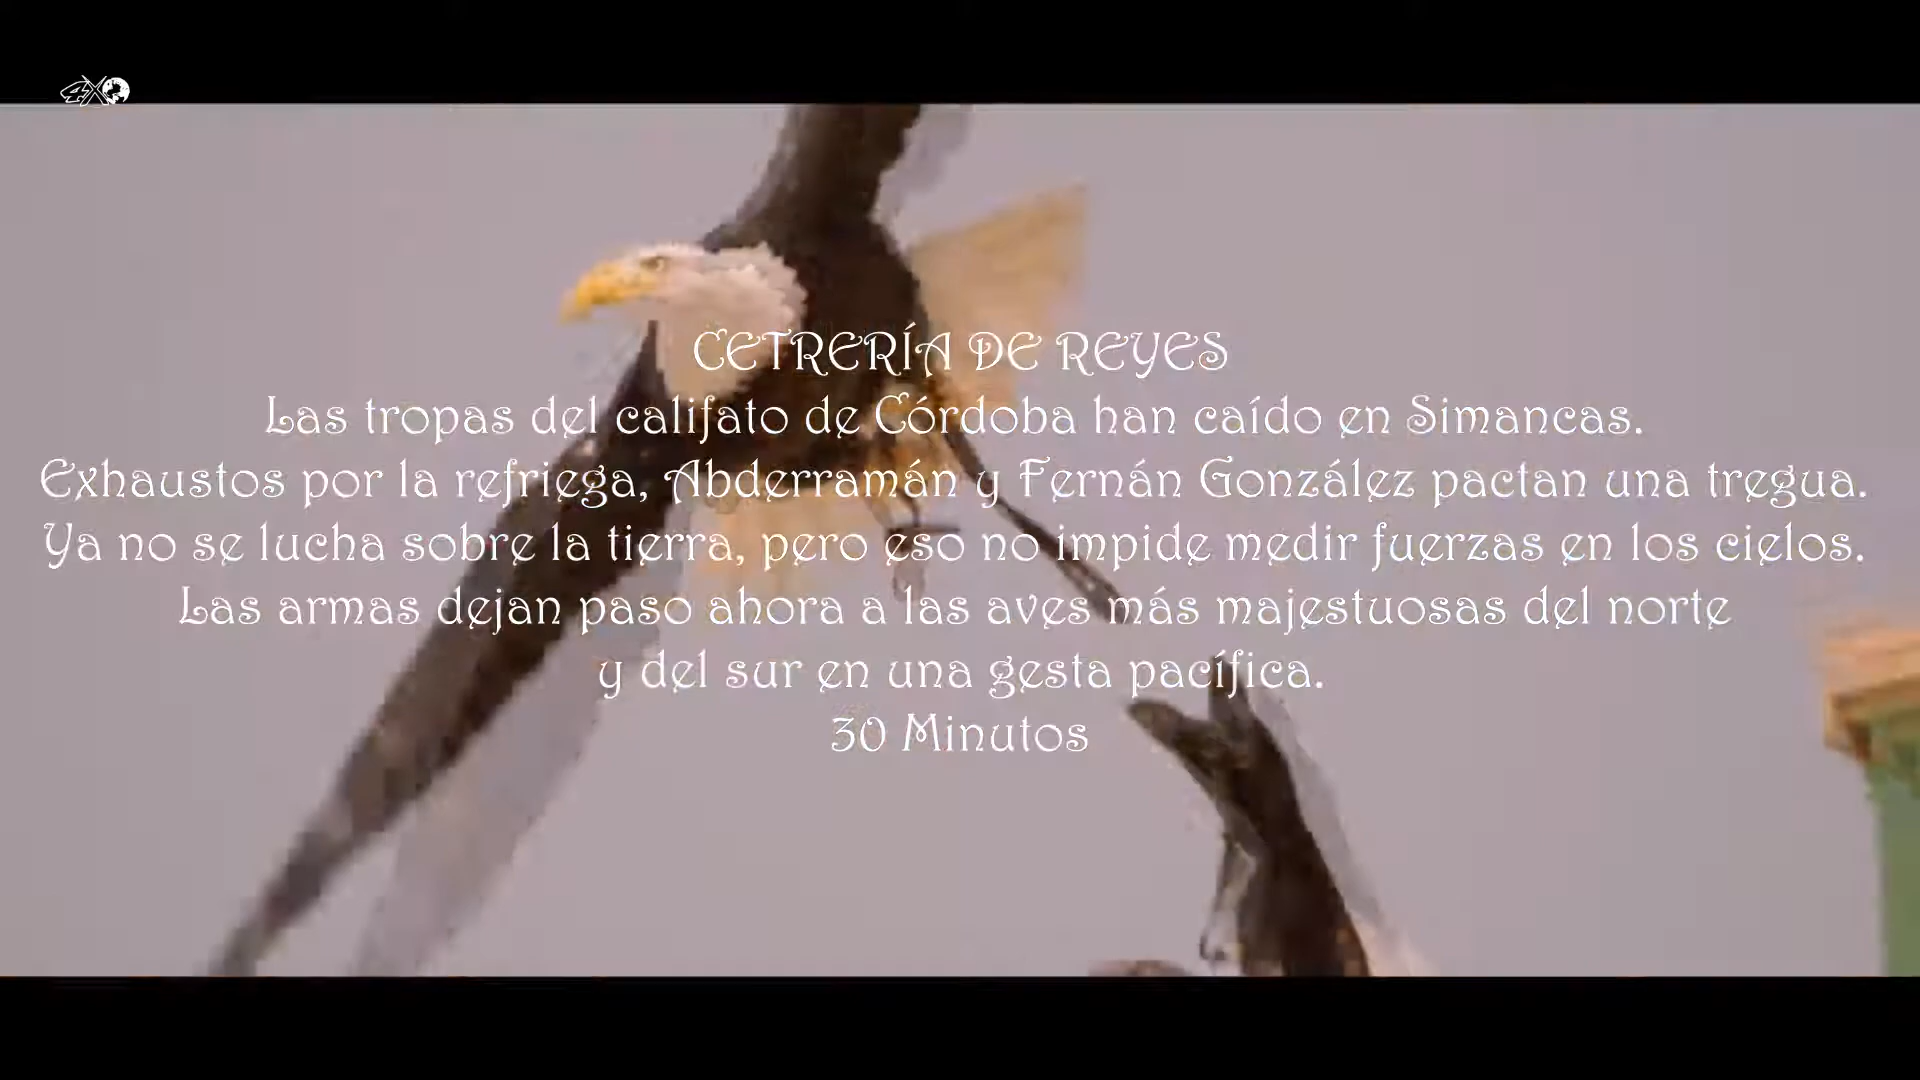 4X
CETRERÍA DE REYES
Las tropas del califato de Córdoba han caído en Simancas.
Exhaustos por la refriega, Abderramán y Fernán González pactan una tregua.
Ya no se lucha sobre la tierra, pero eso no impide medir fuerzas en los cielos.
Las armas dejan paso ahora a las aves más majestuosas del norte
y del sur en una gesta pacífica.
30 Minutos